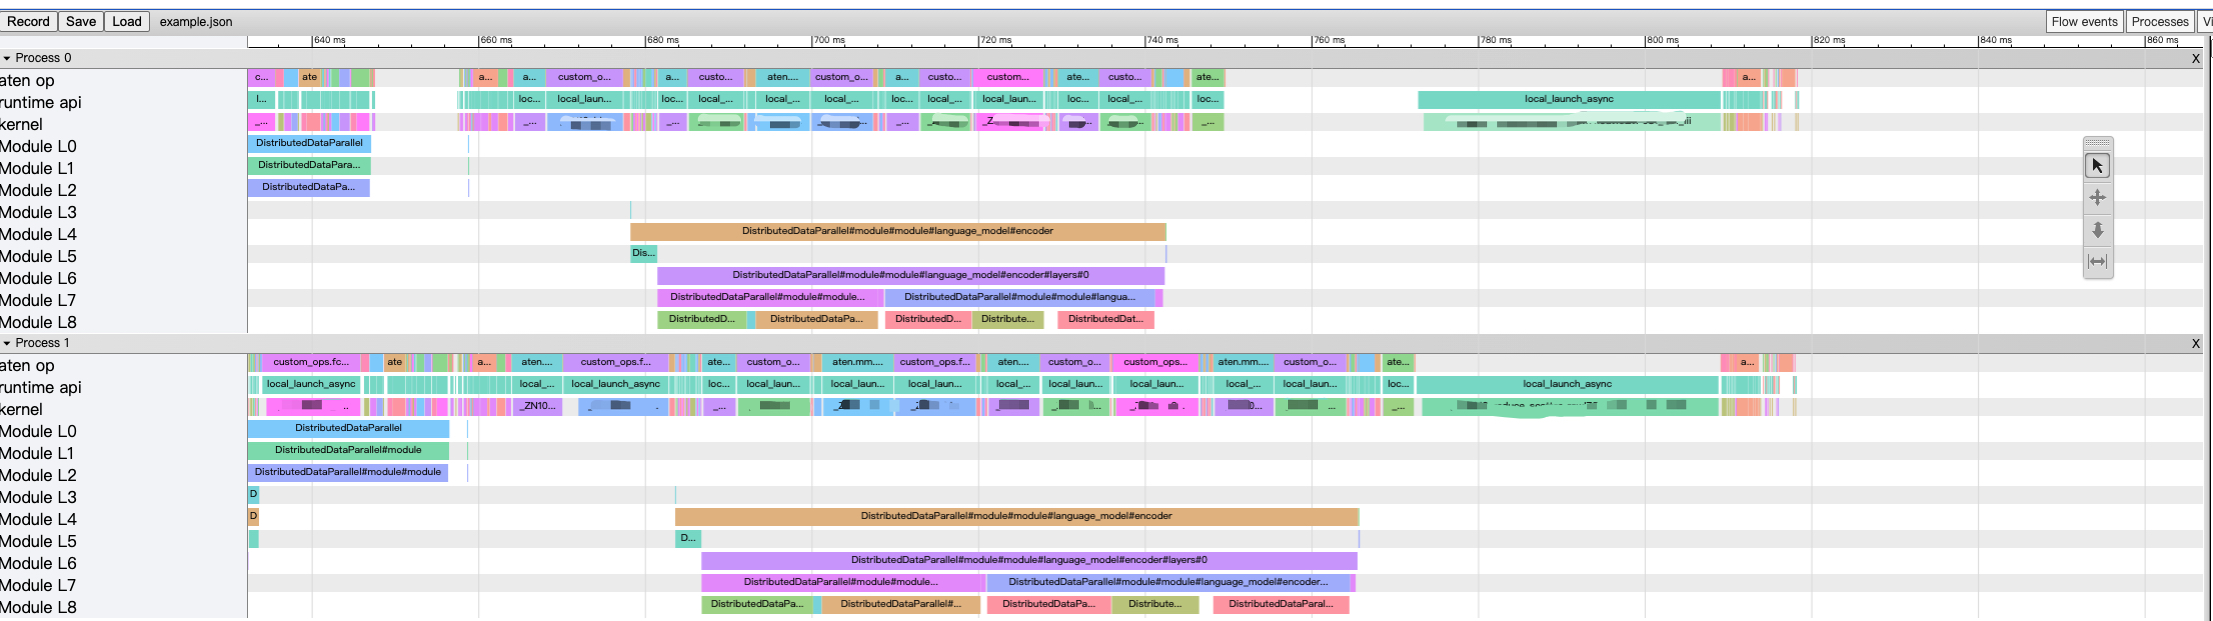 Record Save Load example.json Flow events Processes Vi
640 ms 660 ms 680 ms 700 ms 720 ms 740 ms 760 ms 780 ms 800 ms 820 ms 840 ms 860 ms
Process 0 X
aten op c... ate a... a... custom_o... a... custo... aten.... custom_o... a... custo... custom... ate... custo... ate... a...
runtime api l... loc... local_laun... loc... local_... local_... local_... loc... local_... local_laun... loc... local_... loc... local_launch_async
kernel _... _... _... _... _Z _...
Module L0 DistributedDataParallel
Module L1 DistributedDataPara...
Module L2 DistributedDataPa...
Module L3
Module L4 DistributedDataParallel#module#module#language_model#encoder
Module L5 Dis...
Module L6 DistributedDataParallel#module#module#language_model#encoder#layers#0
Module L7 DistributedDataParallel#module#module... DistributedDataParallel#module#module#langua...
Module L8 DistributedD... DistributedDataPa... DistributedD... Distribute... DistributedDat...
Process 1 X
aten op custom_ops.fc... ate a... aten.... custom_ops.f... ate... custom_o... aten.mm.... custom_ops.f... aten.... custom_o... custom_ops... aten.mm.... custom_o... ate... a...
runtime api local_launch_async local_... local_launch_async loc... local_laun... local_laun... local_laun... local_... local_laun... local_laun... local_... local_laun... loc... local_launch_async
kernel _ZN10... _... _...
Module L0 DistributedDataParallel
Module L1 DistributedDataParallel#module
Module L2 DistributedDataParallel#module#module
Module L3 D
Module L4 D DistributedDataParallel#module#module#language_model#encoder
Module L5 D...
Module L6 DistributedDataParallel#module#module#language_model#encoder#layers#0
Module L7 DistributedDataParallel#module#module... DistributedDataParallel#module#module#language_model#encoder...
Module L8 DistributedDataPa... DistributedDataParallel#... DistributedDataPa... Distribute... DistributedDataParal...